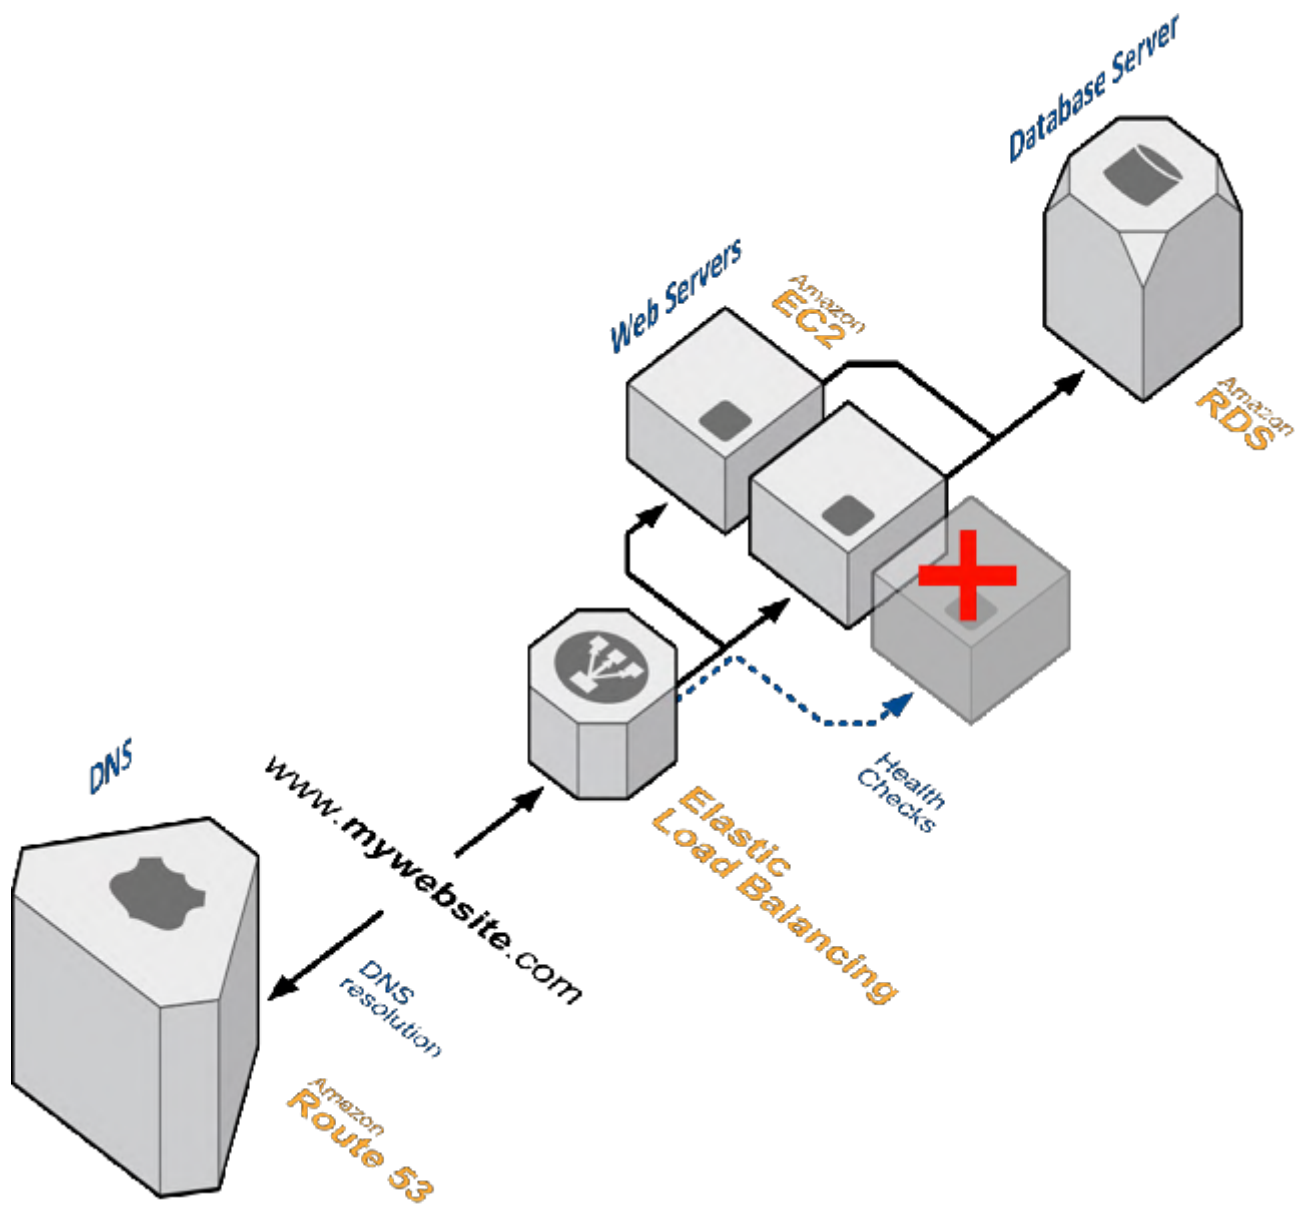 Database Server
Web Servers
Amazon
EC2
Amazon
RDS
DNS
www.mywebsite.com
Health
Checks
Elastic
Load Balancing
DNS
resolution
Amazon
Route 53